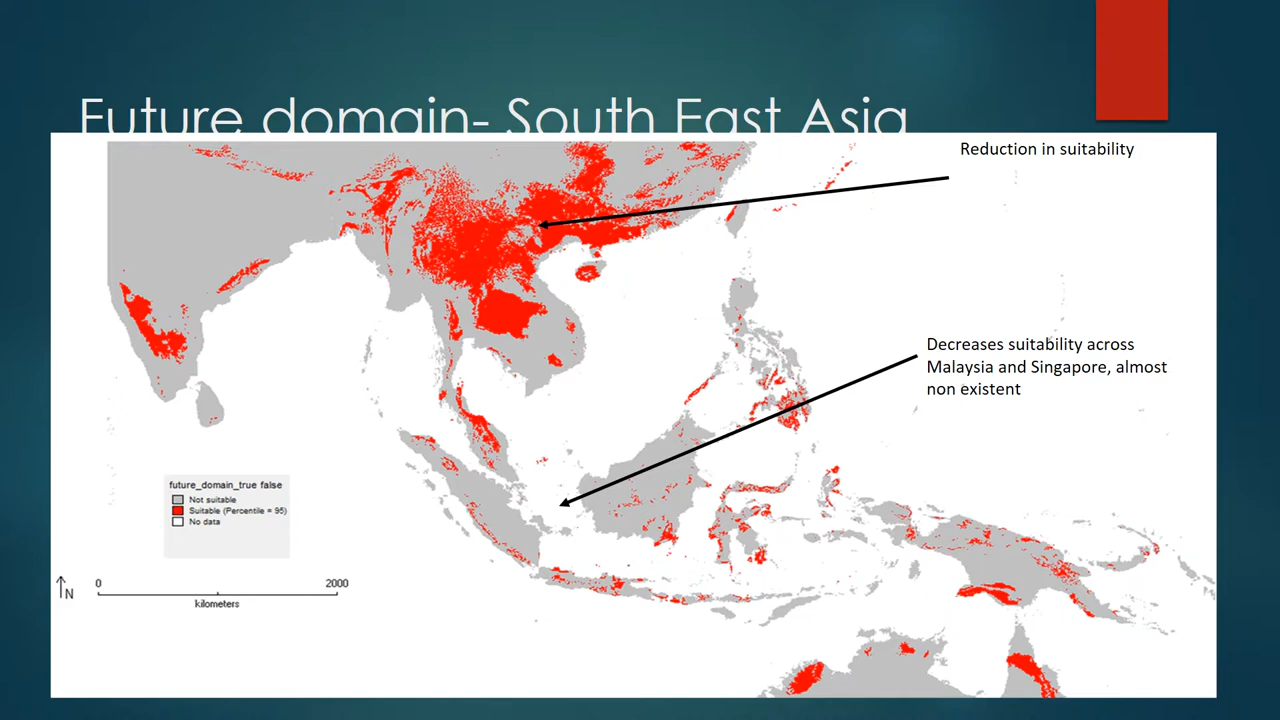 Future domain- South East Asia
Reduction in suitability
Decreases suitability across
Malaysia and Singapore, almost
non existent
future_domain_true false
Not suitable
Suitable (Percentile = 95)
No data
N
0
2000
kilometers